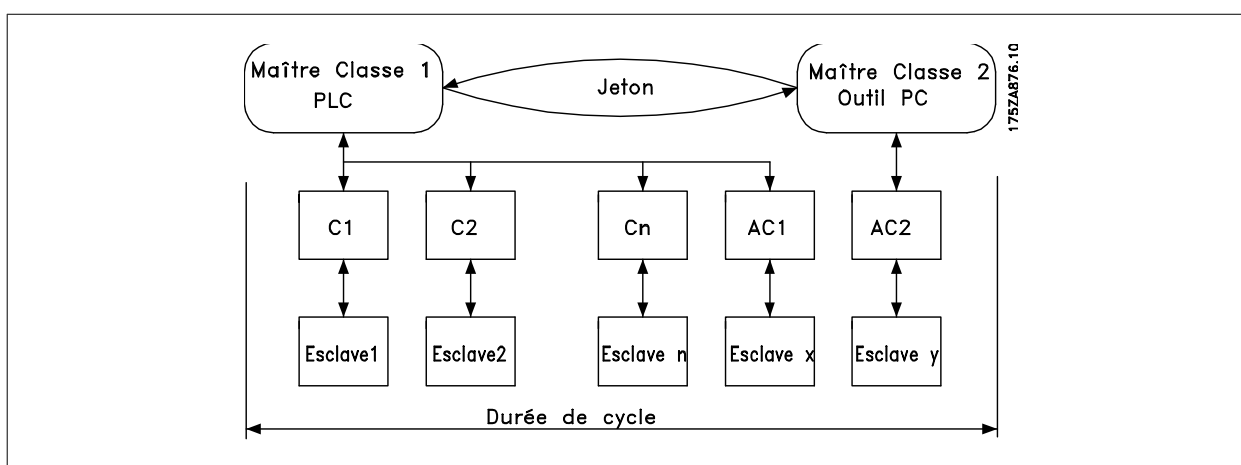 Maître Classe 1
PLC
Jeton
Maître Classe 2
Outil PC
175ZA876.10
C1
C2
Cn
AC1
AC2
Esclave1
Esclave2
Esclave n
Esclave x
Esclave y
Durée de cycle